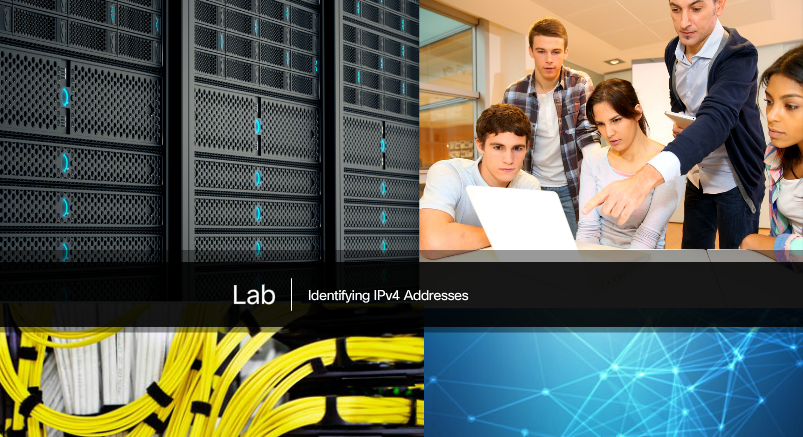 Lab
Identifying IPv4 Addresses